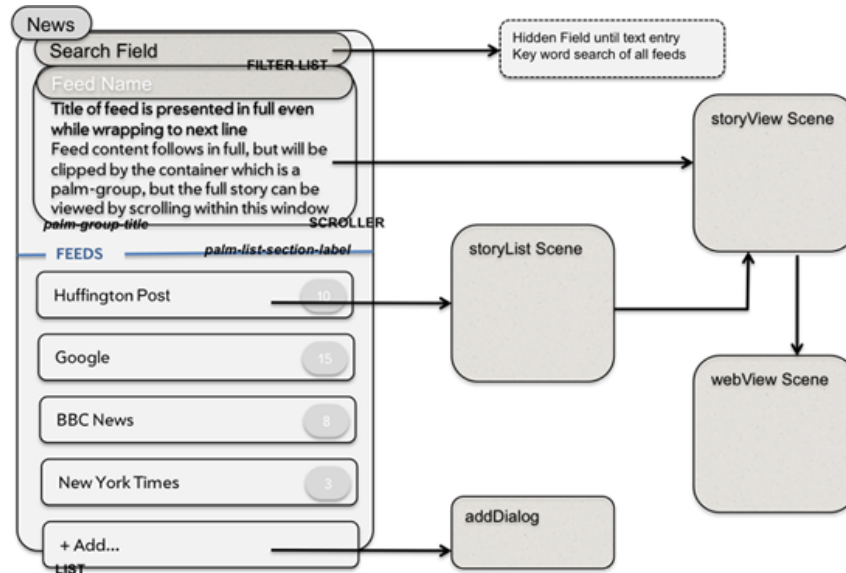 News
Search Field
FILTER LIST
Hidden Field until text entry
Key word search of all feeds
Feed Name
Title of feed is presented in full even
while wrapping to next line
Feed content follows in full, but will be
clipped by the container which is a
palm-group, but the full story can be
viewed by scrolling within this window
palm-group-title
SCROLLER
FEEDS
palm-list-section-label
Huffington Post
10
Google
15
BBC News
8
New York Times
3
+ Add...
LIST
storyList Scene
storyView Scene
webView Scene
addDialog